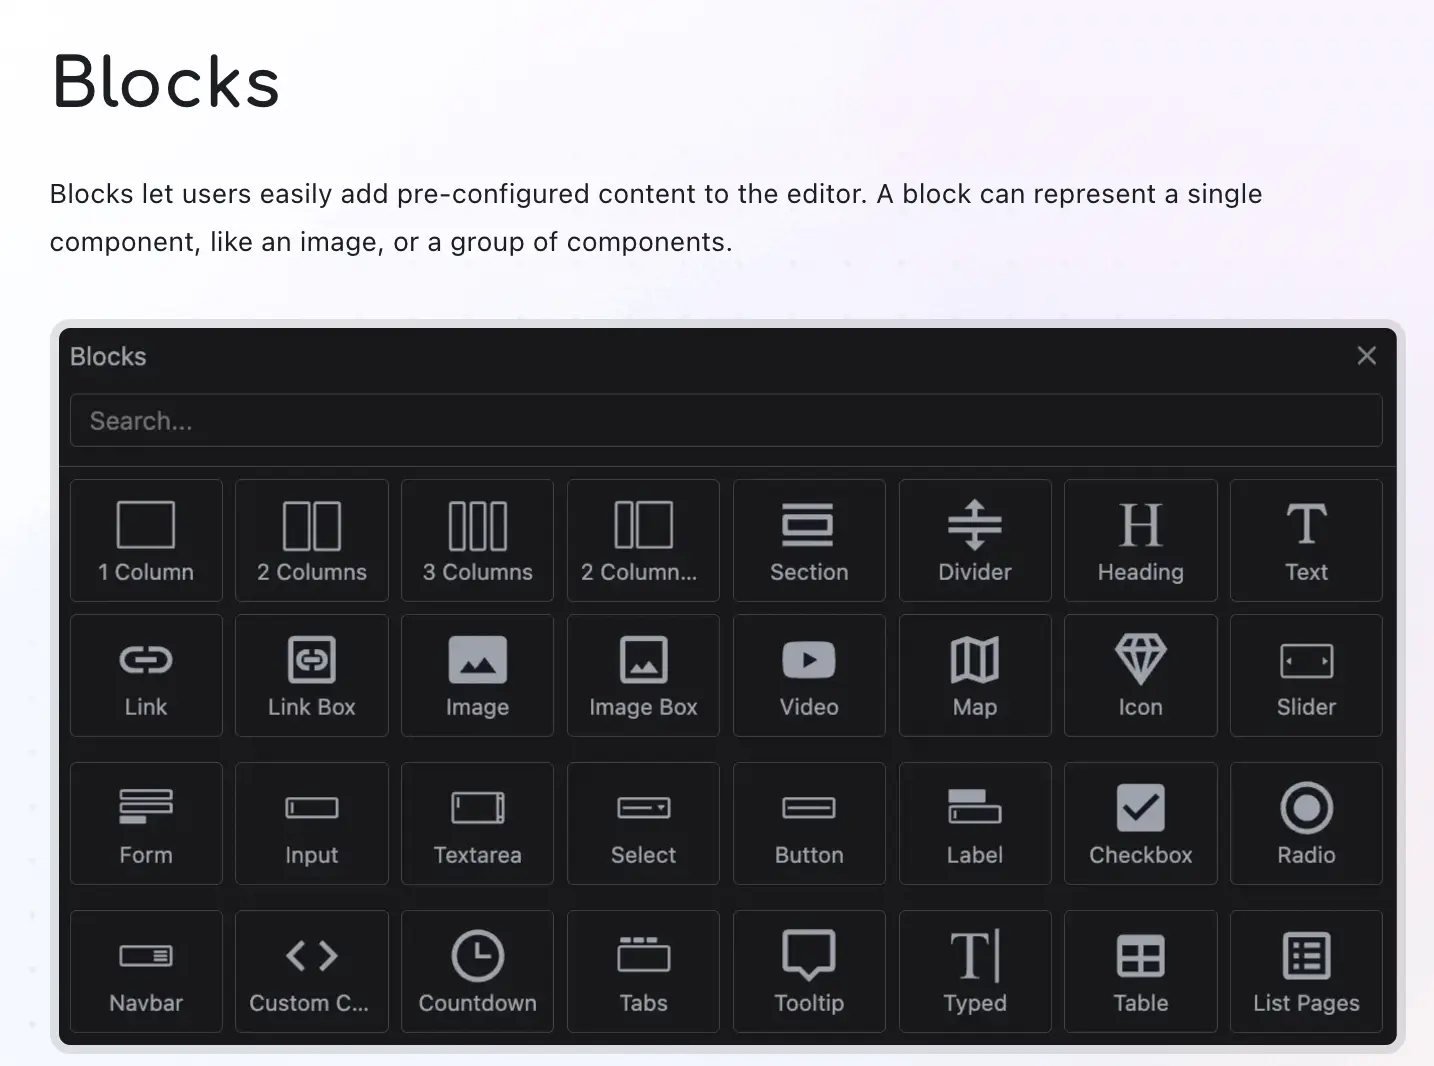 Blocks
Blocks let users easily add pre-configured content to the editor. A block can represent a single
component, like an image, or a group of components.
Blocks
Search...
1 Column
2 Columns
3 Columns
2 Column...
Section
Divider
Heading
Text
Link
Link Box
Image
Image Box
Video
Map
Icon
Slider
Form
Input
Textarea
Select
Button
Label
Checkbox
Radio
Navbar
Custom C...
Countdown
Tabs
Tooltip
Typed
Table
List Pages